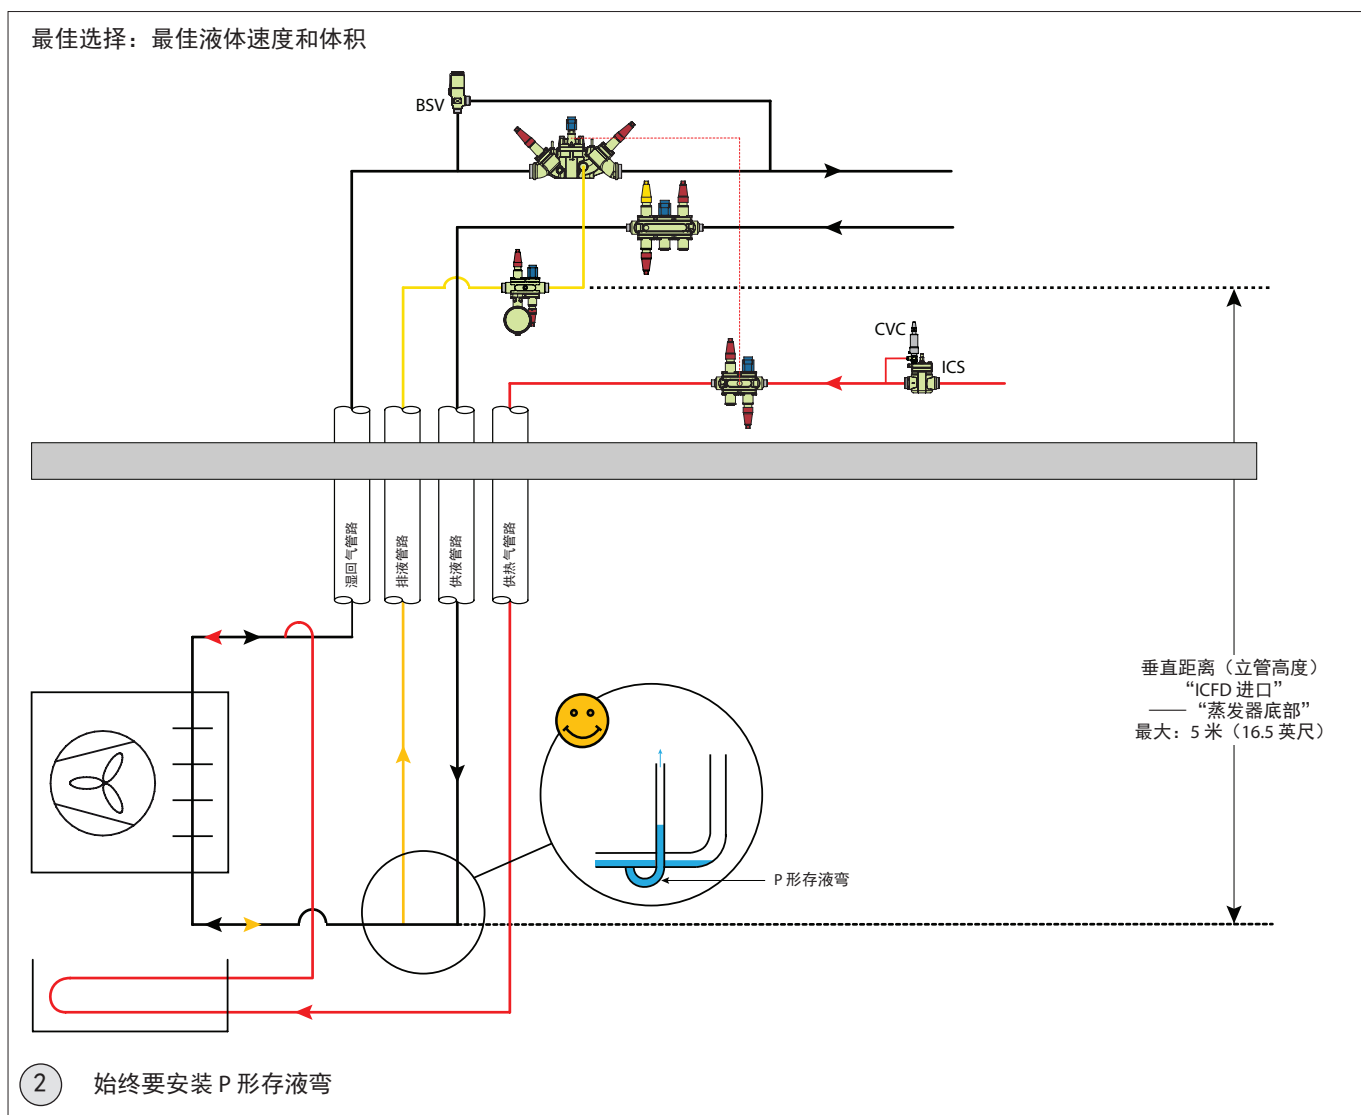 最佳选择：最佳液体速度和体积
BSV
CVC
ICS
湿回气管路
排液管路
供液管路
供热气管路
垂直距离（立管高度）
“ICFD 进口”
—— “蒸发器底部”
最大：5 米（16.5 英尺）
P 形存液弯
2 始终要安装 P 形存液弯